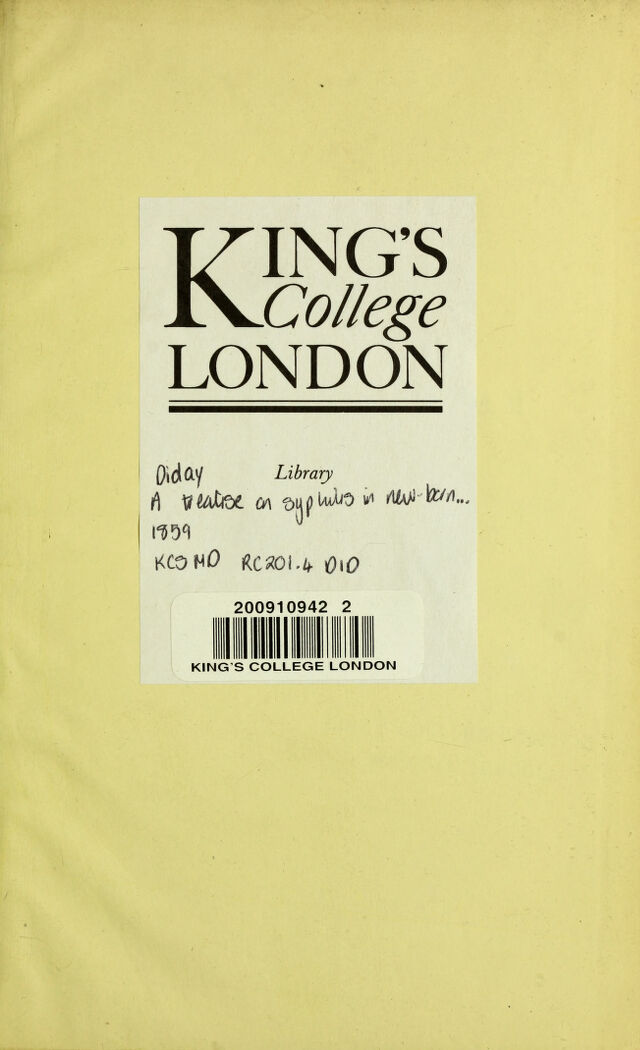 KING'S
College
LONDON
Diday Library
A treatise on syphilis in new-born...
1859
KCSMD RC201.4 DID
200910942 2
KING'S COLLEGE LONDON